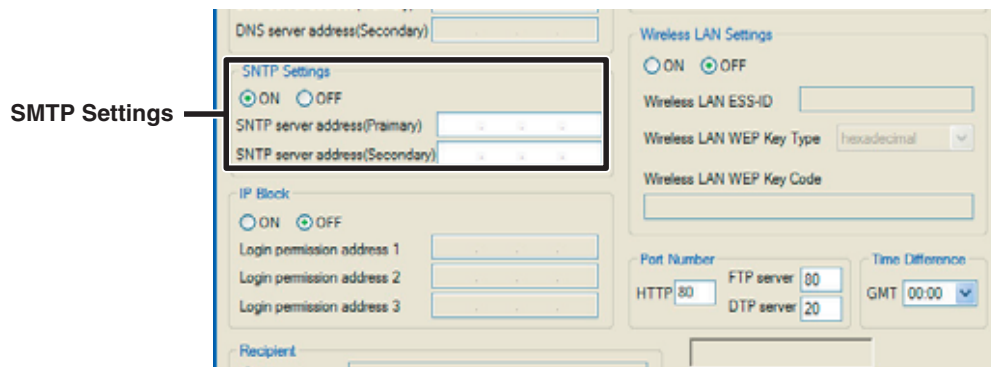 DNS server address(Secondary)
SMTP Settings
SNTP Settings
ON OFF
SNTP server address(Praimary)
SNTP server address(Secondary)
IP Block
ON OFF
Login permission address 1
Login permission address 2
Login permission address 3
Recipient
Wireless LAN Settings
ON OFF
Wireless LAN ESS-ID
Wireless LAN WEP Key Type hexadecimal
Wireless LAN WEP Key Code
Port Number
HTTP 80
FTP server 80
DTP server 20
Time Difference
GMT 00:00